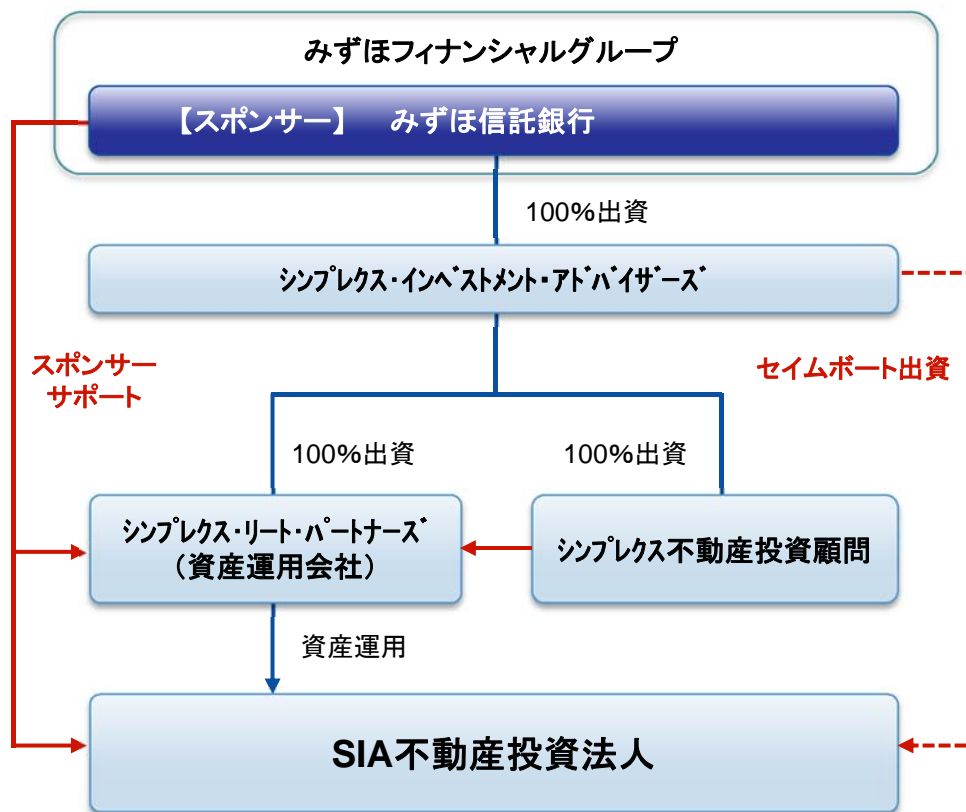 みずほフィナンシャルグループ
【スポンサー】 みずほ信託銀行
100%出資
シンプレクス・インベストメント・アドバイザーズ
スポンサー
サポート
セイムボート出資
100%出資
100%出資
シンプレクス・リート・パートナーズ
（資産運用会社）
シンプレクス不動産投資顧問
資産運用
SIA不動産投資法人